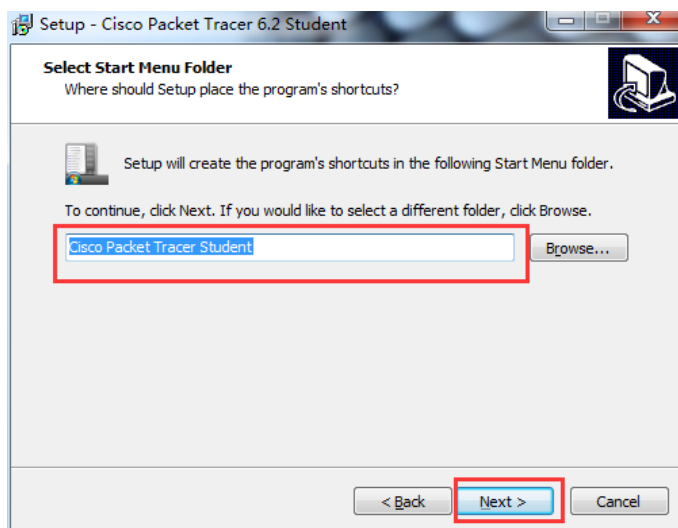 Setup - Cisco Packet Tracer 6.2 Student
Select Start Menu Folder
Where should Setup place the program's shortcuts?
Setup will create the program's shortcuts in the following Start Menu folder.
To continue, click Next. If you would like to select a different folder, click Browse.
Cisco Packet Tracer Student
Browse...
< Back
Next >
Cancel